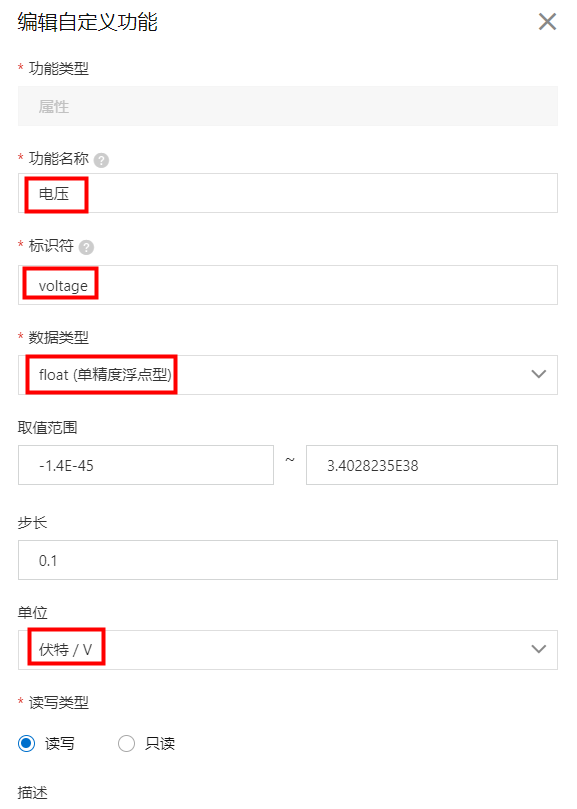 编辑自定义功能
* 功能类型
属性
* 功能名称 ?
电压
* 标识符 ?
voltage
* 数据类型
float (单精度浮点型)
取值范围
-1.4E-45 ~ 3.4028235E38
步长
0.1
单位
伏特 / V
* 读写类型
读写 只读
描述